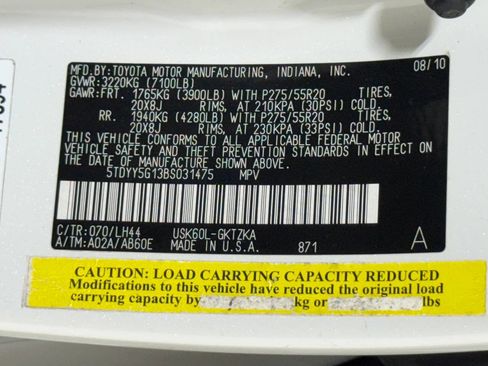 MFD.BY:TOYOTA MOTOR MANUFACTURING, INDIANA, INC. 08/10
GVWR:3220KG (7100LB)
GAWR:FRT. 1765KG (3900LB) WITH P275/55R20 TIRES,
20X8J RIMS, AT 210KPA (30PSI) COLD.
RR. 1940KG (4280LB) WITH P275/55R20 TIRES,
20X8J RIMS, AT 230KPA (33PSI) COLD.
THIS VEHICLE CONFORMS TO ALL APPLICABLE FEDERAL MOTOR
VEHICLE SAFETY STANDARDS IN EFFECT ON THE
DATE OF MANUFACTURE SHOWN ABOVE.
5TDYY5G13BS031475 MPV
C/TR:070/LH44 USK60L-GKTZKA
A/TM:A02A/AB60E MADE IN U.S.A. 871 A
CAUTION: LOAD CARRYING CAPACITY REDUCED
Modifications to this vehicle have reduced the original load
carrying capacity by kg or lbs